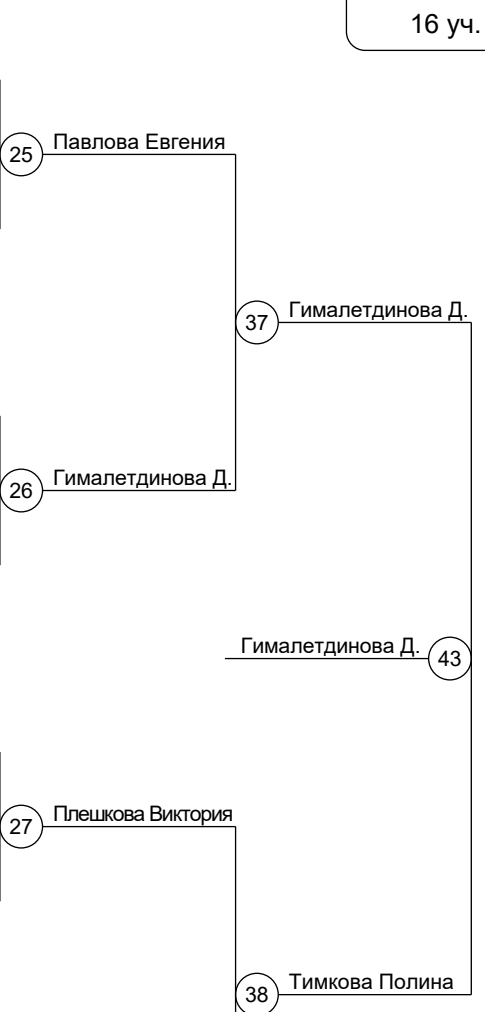 16 уч.
25
Павлова Евгения
37
Гималетдинова Д.
26
Гималетдинова Д.
Гималетдинова Д.
43
27
Плешкова Виктория
38
Тимкова Полина